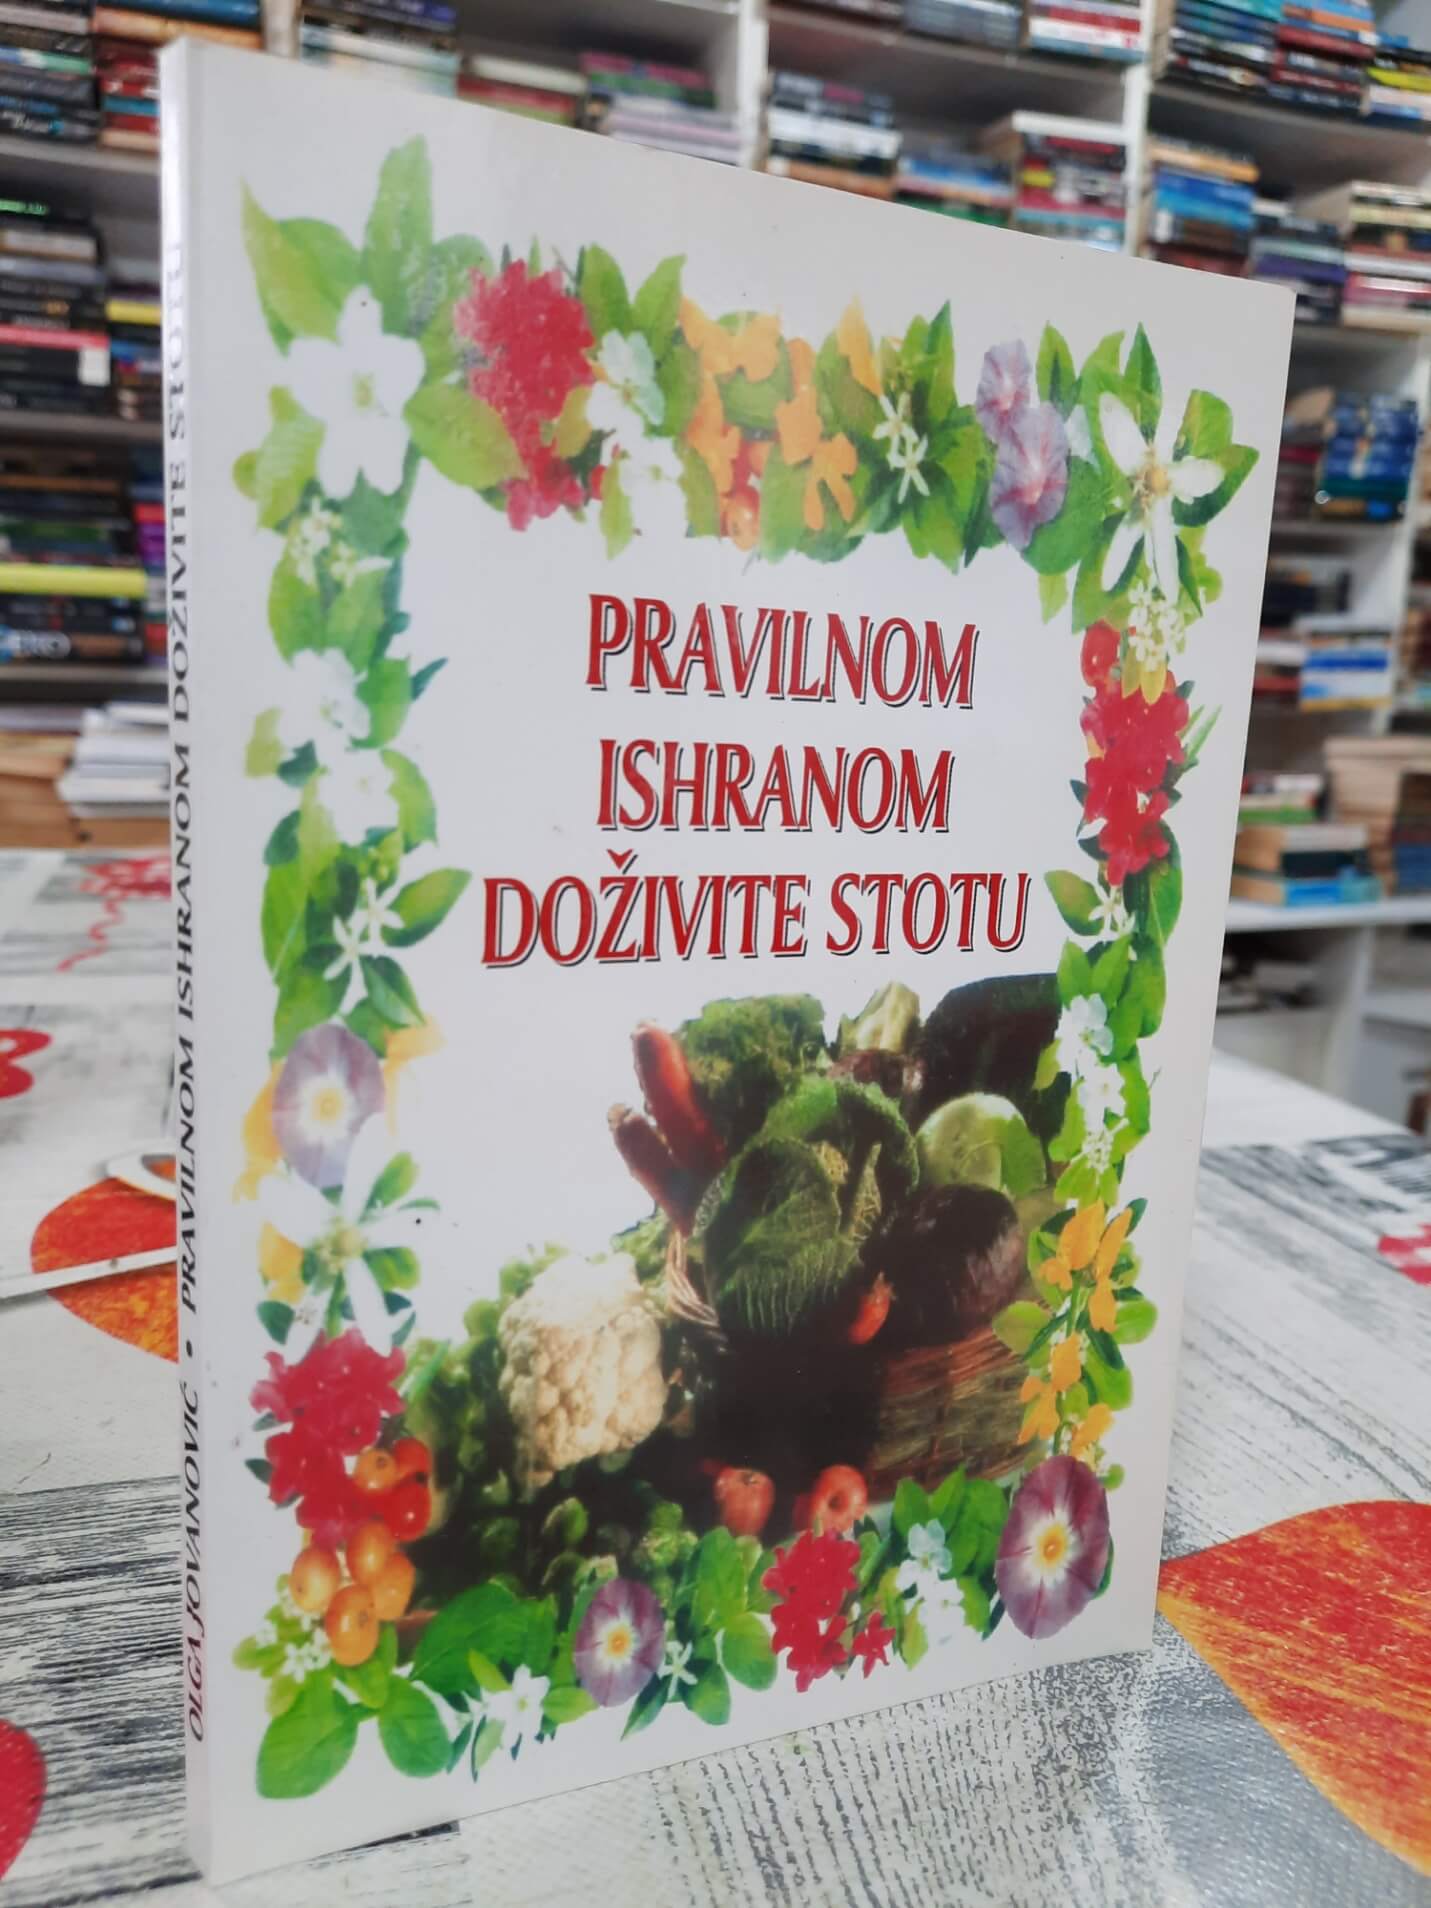 PRAVILNOM
ISHRANOM
DOŽIVITE STOTU
OLGA JOVANOVIĆ • PRAVILNOM ISHRANOM DOŽIVITE STOTU